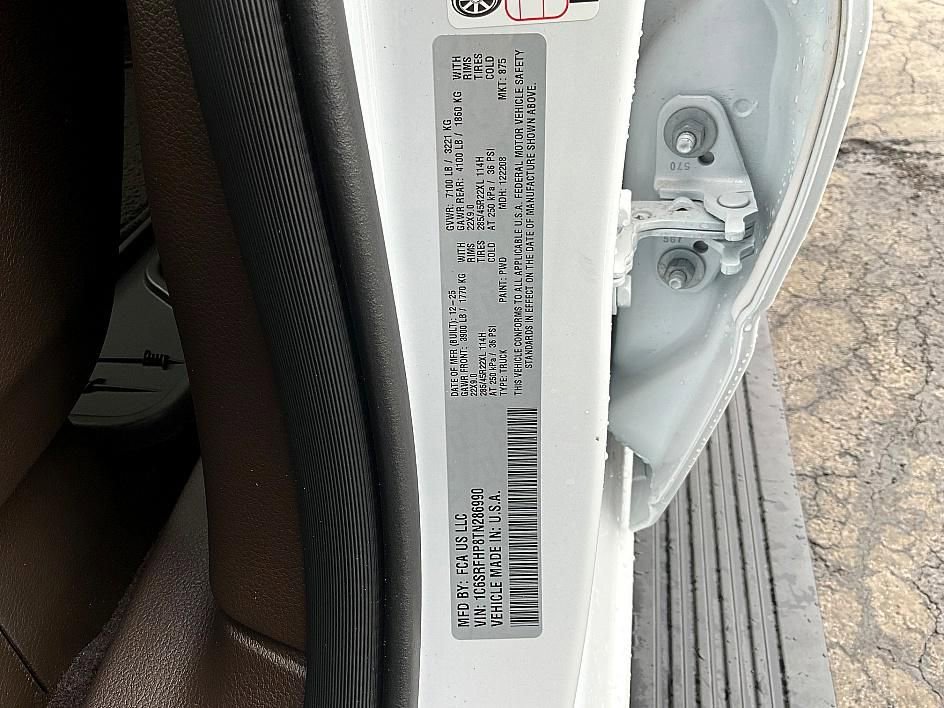 MFD BY: FCA US LLC
VIN: 1C6SRFHP8TN286990
VEHICLE MADE IN: U.S.A.
DATE OF MFR (BUILT): 12-25 GVWR: 7100 LB / 3221 KG
GAWR FRONT: 3900 LB / 1770 KG WITH GAWR REAR: 4100 LB / 1860 KG WITH
22X9.0 RIMS 22X9.0 RIMS
285/45R22XL 114H TIRES 285/45R22XL 114H TIRES
AT 250 kPa / 36 PSI COLD AT 250 kPa / 36 PSI COLD
TYPE: TRUCK PAINT: PWD MDH: 122208 MKT: 875
THIS VEHICLE CONFORMS TO ALL APPLICABLE U.S.A. FEDERAL MOTOR VEHICLE SAFETY
STANDARDS IN EFFECT ON THE DATE OF MANUFACTURE SHOWN ABOVE.
570
567